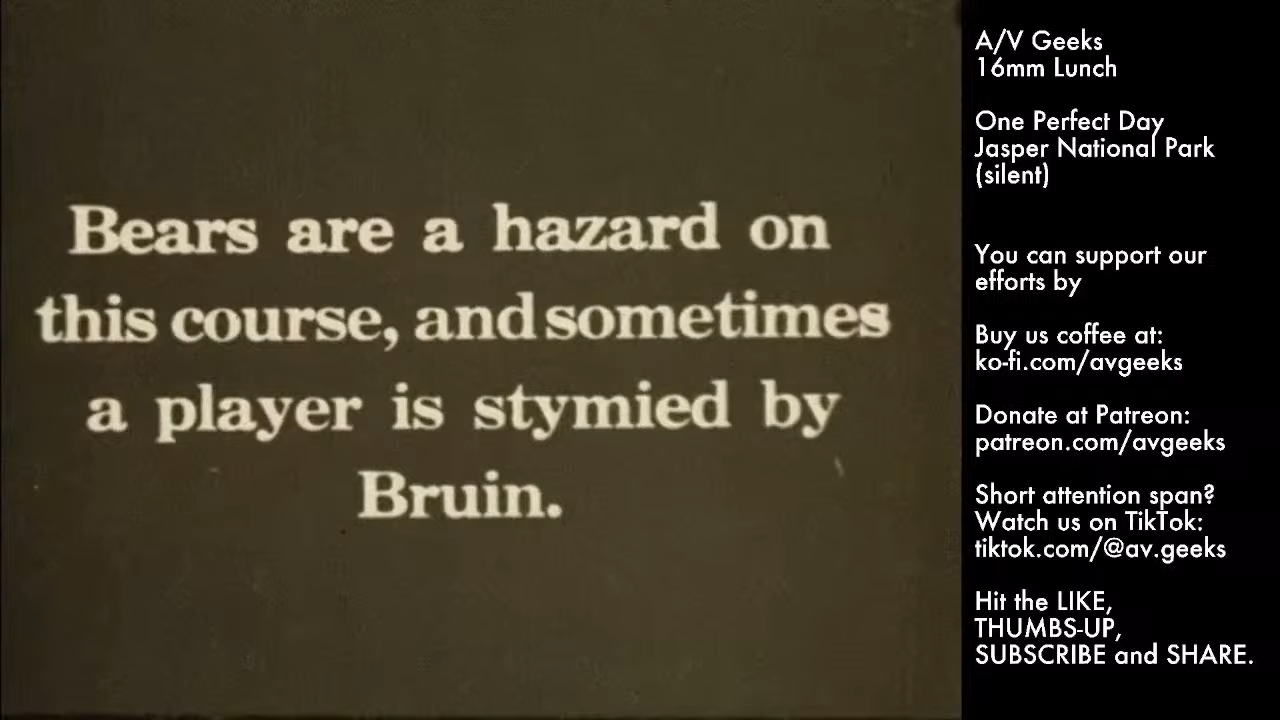 Bears are a hazard on
this course, and sometimes
a player is stymied by
Bruin.
A/V Geeks
16mm Lunch
One Perfect Day
Jasper National Park
(silent)
You can support our
efforts by
Buy us coffee at:
ko-fi.com/avgeeks
Donate at Patreon:
patreon.com/avgeeks
Short attention span?
Watch us on TikTok:
tiktok.com/@av.geeks
Hit the LIKE,
THUMBS-UP,
SUBSCRIBE and SHARE.